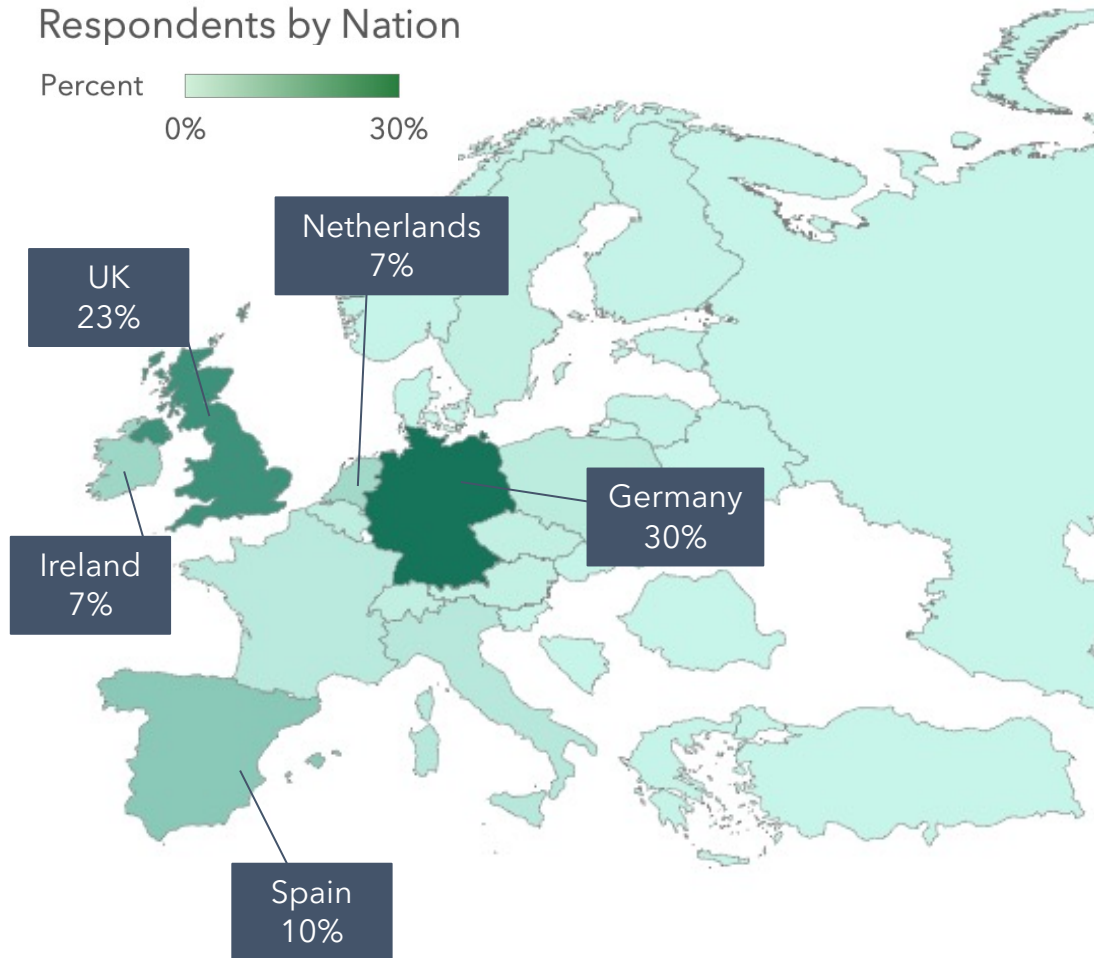 Respondents by Nation
Percent
0% 30%
Netherlands
7%
UK
23%
Germany
30%
Ireland
7%
Spain
10%